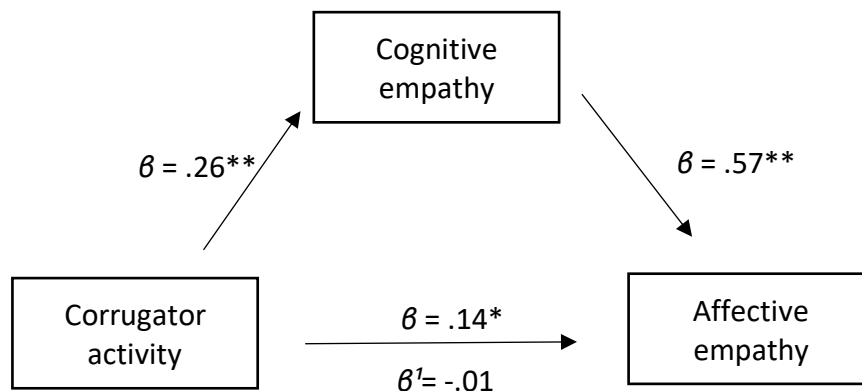 Cognitive
empathy
β = .26**
β = .57**
Corrugator
activity
β = .14*
β¹= -.01
Affective
empathy